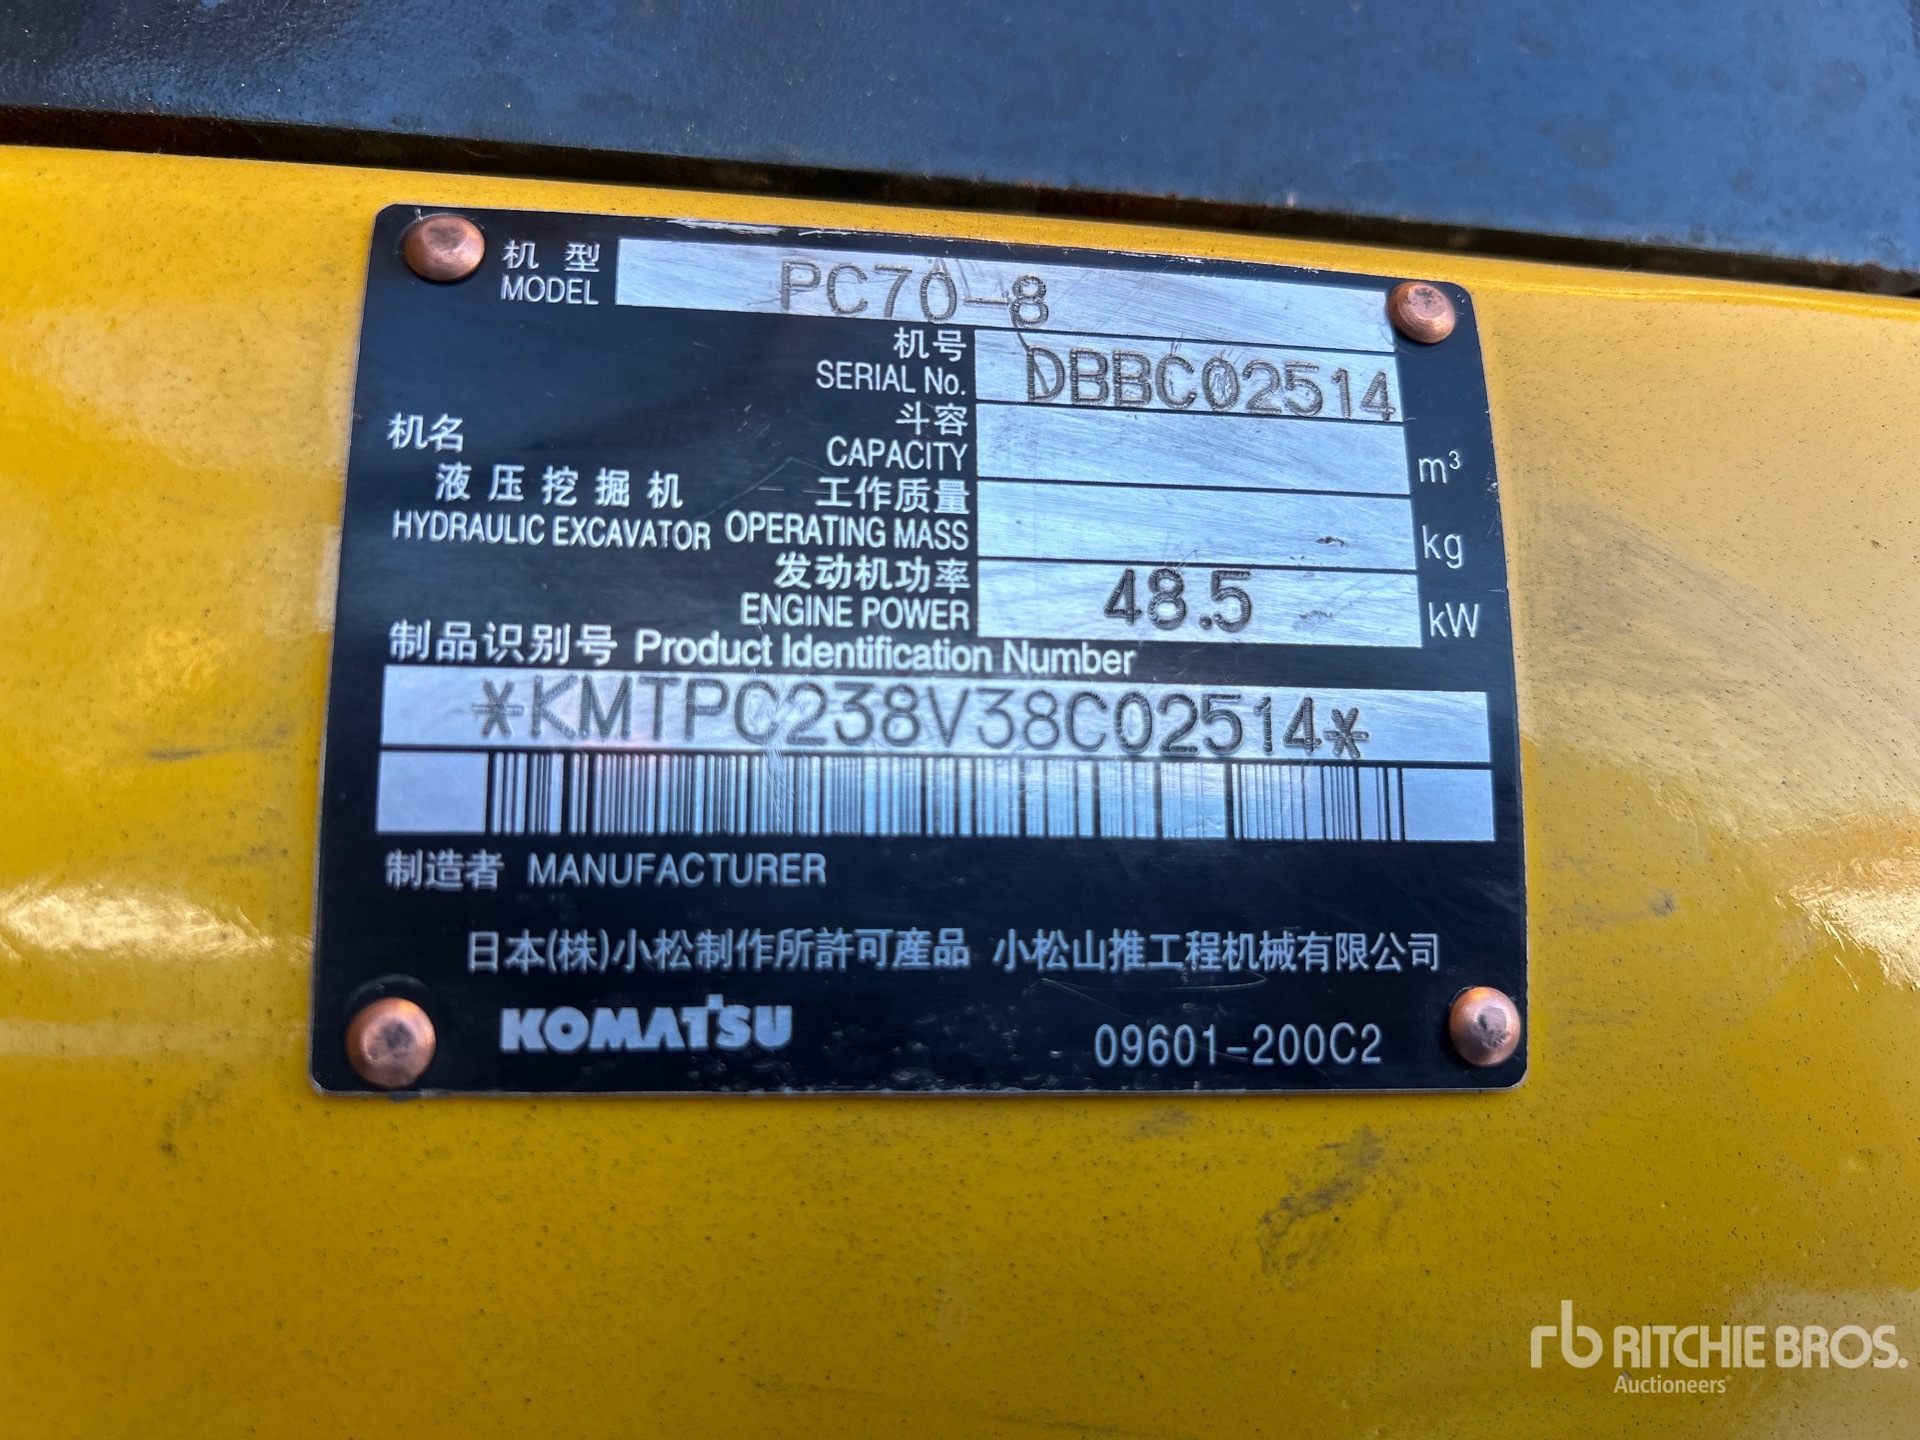 机型 PC70-8
MODEL
机号 DBBC02514
SERIAL No.
斗容
CAPACITY m³
机名
液压挖掘机
HYDRAULIC EXCAVATOR
工作质量
OPERATING MASS kg
发动机功率 48.5
ENGINE POWER kW
制品识别号 Product Identification Number
*KMTPC238V38C02514*
制造者 MANUFACTURER
日本(株)小松制作所許可産品 小松山推工程机械有限公司
KOMATSU 09601-200C2
rb RITCHIE BROS.
Auctioneers